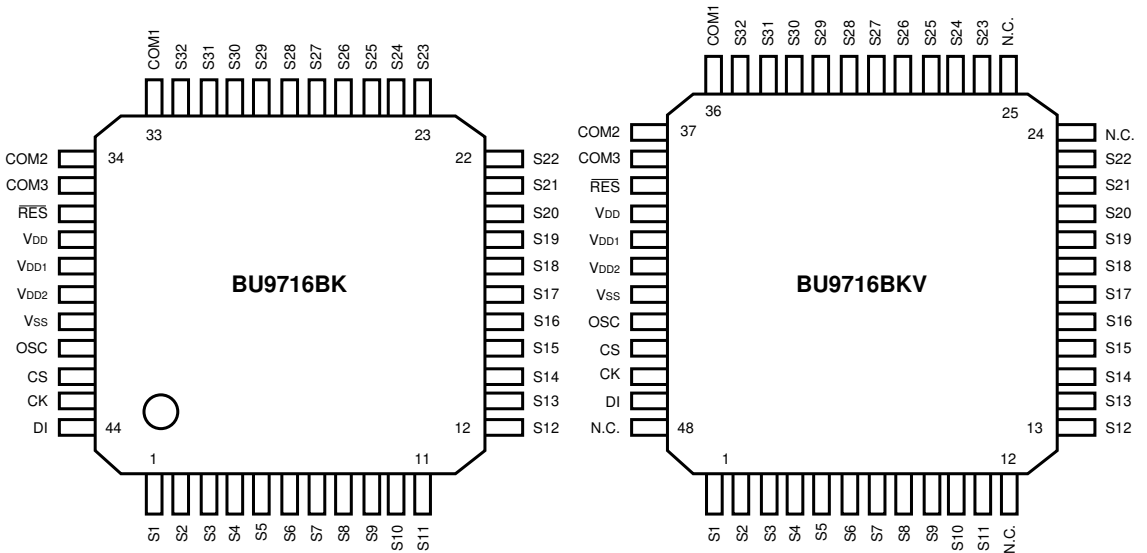 COM1 S32 S31 S30 S29 S28 S27 S26 S25 S24 S23
33 23
COM2 34 22 S22
COM3 S21
RES S20
VDD S19
VDD1 S18
VDD2 BU9716BK S17
VSS S16
OSC S15
CS S14
CK S13
DI 44 12 S12
1 11
S1 S2 S3 S4 S5 S6 S7 S8 S9 S10 S11
COM1 S32 S31 S30 S29 S28 S27 S26 S25 S24 S23 N.C.
36 25
COM2 37 24 N.C.
COM3 S22
RES S21
VDD S20
VDD1 S19
VDD2 S18
VSS BU9716BKV S17
OSC S16
CS S15
CK S14
DI S13
N.C. 48 13 S12
1 12
S1 S2 S3 S4 S5 S6 S7 S8 S9 S10 S11 N.C.